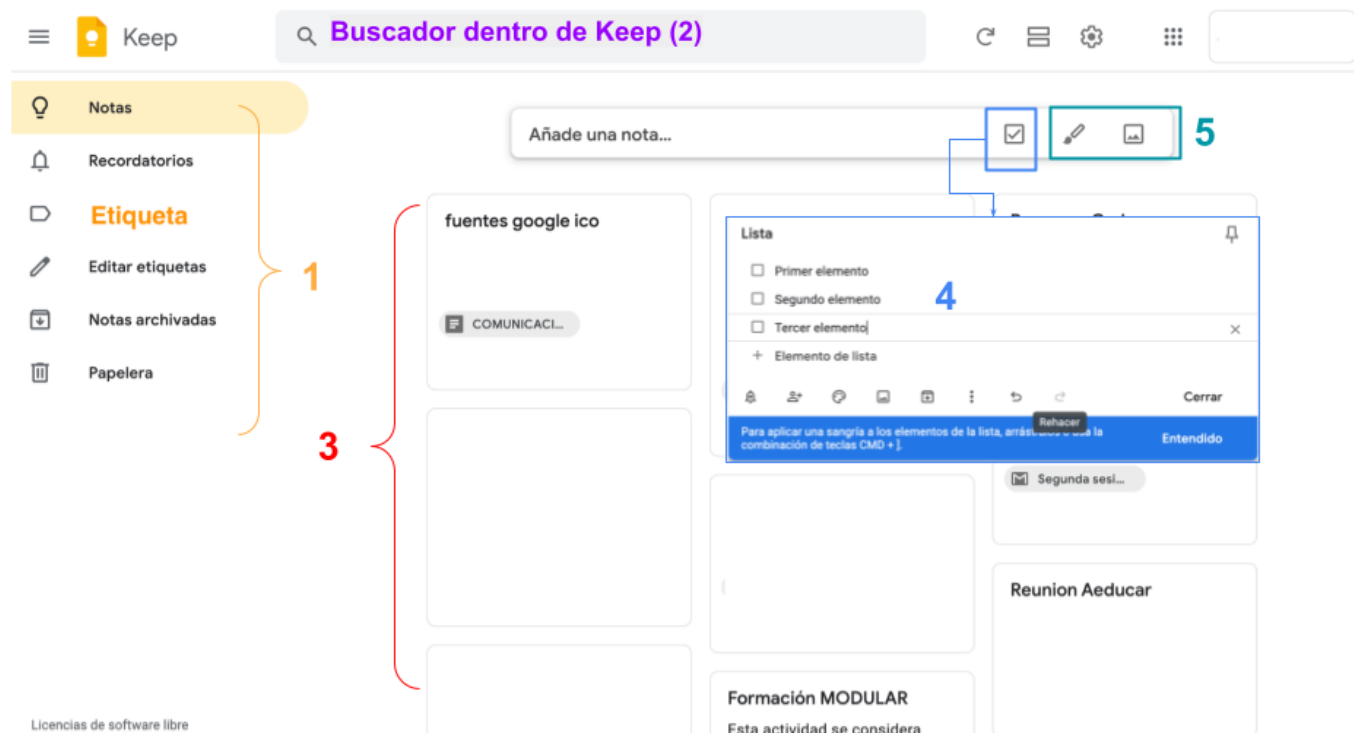 Keep
Buscador dentro de Keep (2)
Notas
Recordatorios
Etiqueta
Editar etiquetas
Notas archivadas
Papelera
1
Añade una nota...
5
3
fuentes google ico
COMUNICACI...
Lista
Primer elemento
Segundo elemento
4
Tercer elemento
Elemento de lista
Cerrar
Rehacer
Para aplicar una sangría a los elementos de la lista, arrástralos o usa la
combinación de teclas CMD + ].
Entendido
Segunda sesi...
Reunion Aeducar
Formación MODULAR
Esta actividad se considera
Licencias de software libre